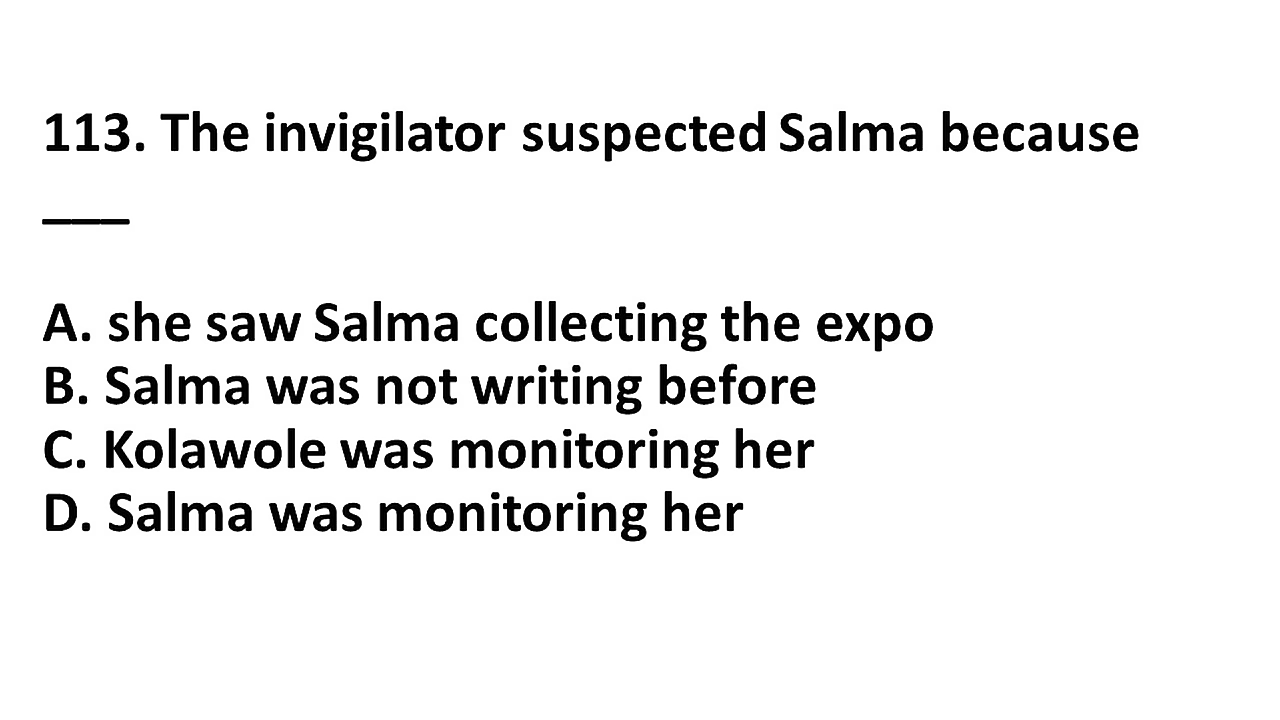 113. The invigilator suspected Salma because
___
A. she saw Salma collecting the expo
B. Salma was not writing before
C. Kolawole was monitoring her
D. Salma was monitoring her